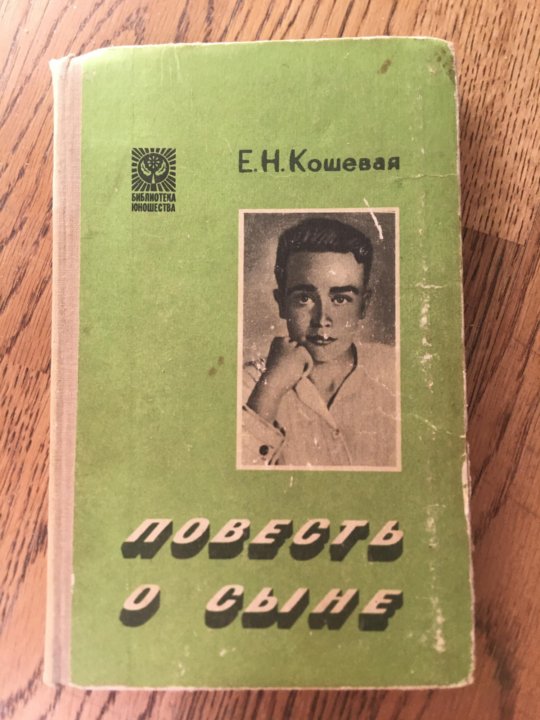 Е.Н.Кошевая
БИБЛИОТЕКА
ЮНОШЕСТВА
ПОВЕСТЬ
О СЫНЕ